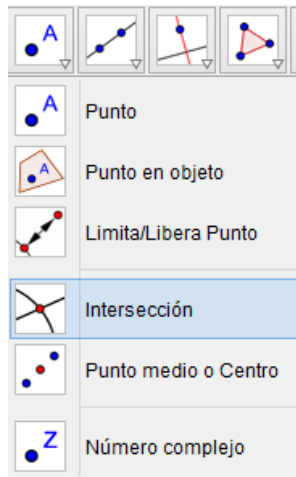 A
A
Punto
A
Punto en objeto
Limita/Libera Punto
Intersección
Punto medio o Centro
Z
Número complejo